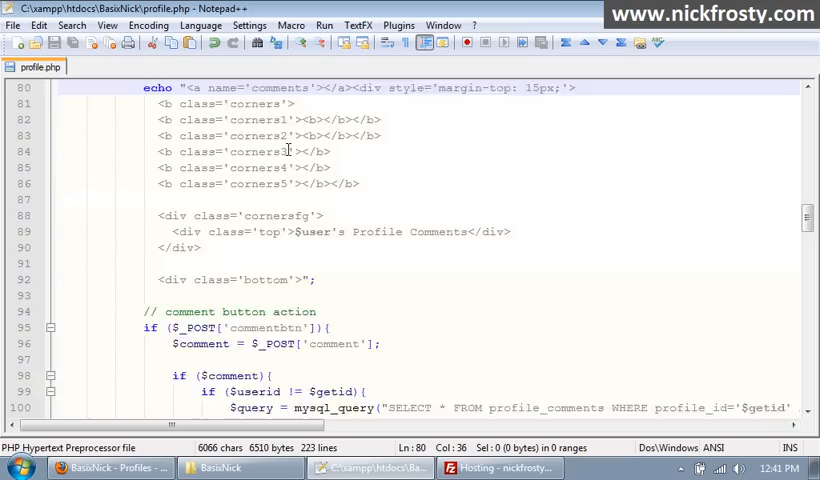 C:\xampp\htdocs\BasixNick\profile.php - Notepad++
www.nickfrosty.com
File Edit Search View Encoding Language Settings Macro Run TextFX Plugins Window ?
profile.php
80 echo "<a name='comments'></a><div style='margin-top: 15px;'>
81 <b class='corners'>
82 <b class='corners1'><b></b></b>
83 <b class='corners2'><b></b></b>
84 <b class='corners3'></b>
85 <b class='corners4'></b>
86 <b class='corners5'></b></b>
87
88 <div class='cornersfg'>
89 <div class='top'>$user's Profile Comments</div>
90 </div>
91
92 <div class='bottom'>";
93
94 // comment button action
95 if ($_POST['commentbtn']){
96 $comment = $_POST['comment'];
97
98 if ($comment){
99 if ($userid != $getid){
100 $query = mysql_query("SELECT * FROM profile_comments WHERE profile_id='$getid'
PHP Hypertext Preprocessor file 6066 chars 6510 bytes 223 lines Ln : 80 Col : 36 Sel : 0 (0 bytes) in 0 ranges Dos\Windows ANSI INS
BasixNick - Profiles - ... BasixNick C:\xampp\htdocs\Ba... Hosting - nickfrosty... 12:41 PM